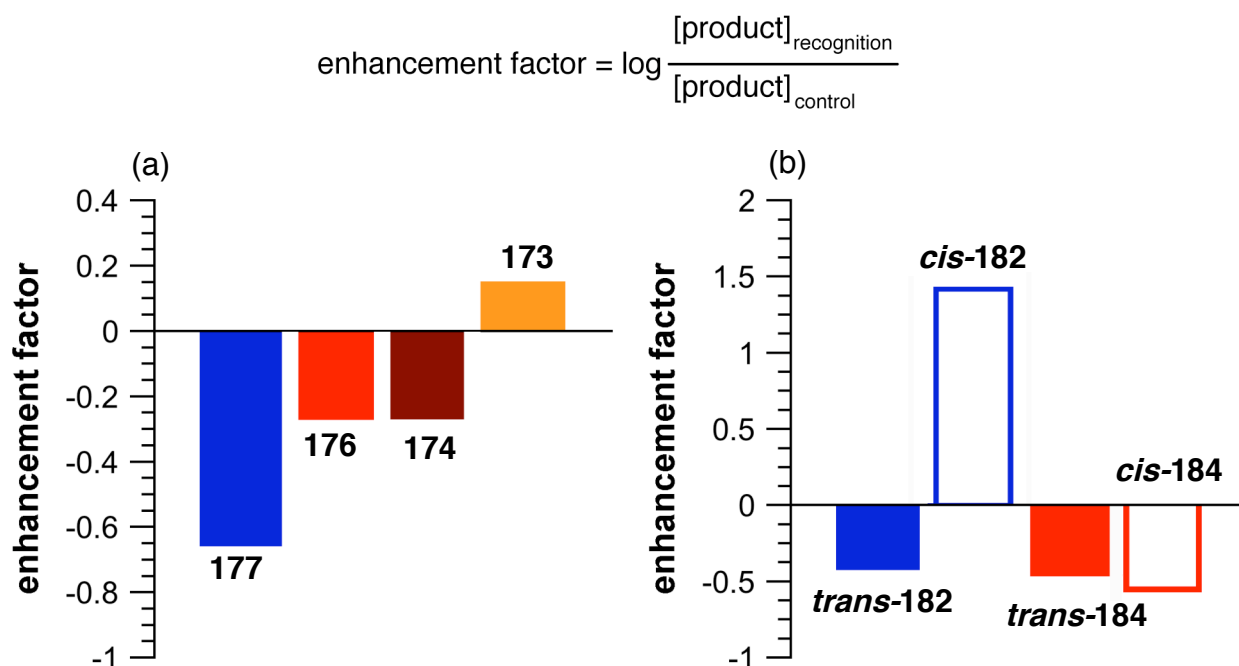 enhancement factor = log [product]recognition / [product]control
(a)
enhancement factor
0.4
0.2
0
-0.2
-0.4
-0.6
-0.8
-1
173
176
174
177
(b)
enhancement factor
2
1.5
1
0.5
0
-0.5
-1
cis-182
cis-184
trans-182
trans-184